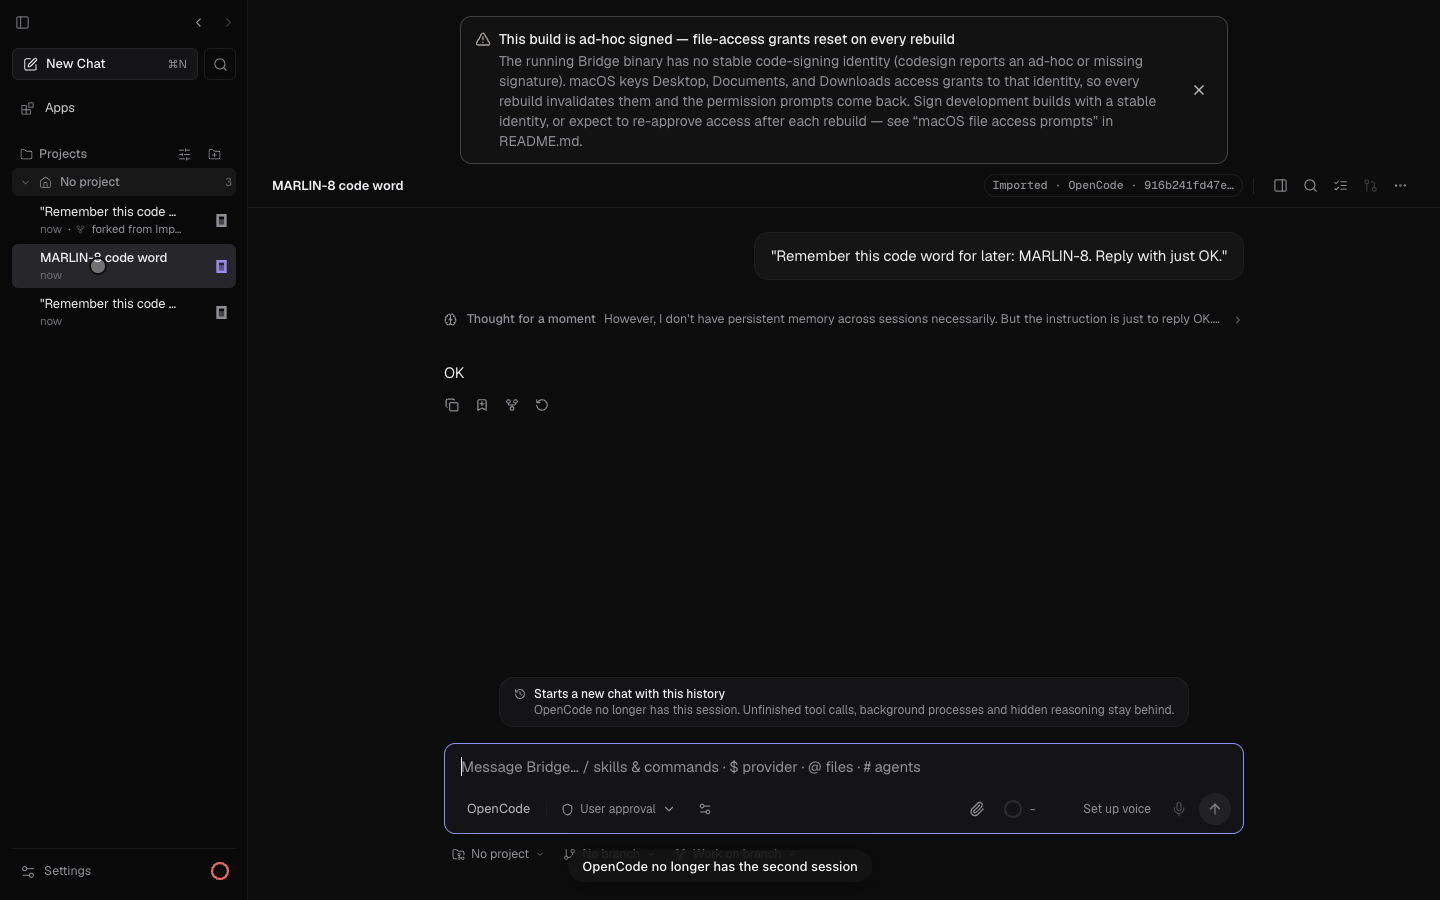 New Chat
⌘N
Apps
Projects
No project
3
"Remember this code ...
now · forked from Imp...
MARLIN-8 code word
now
"Remember this code ...
now
Settings
This build is ad-hoc signed — file-access grants reset on every rebuild
The running Bridge binary has no stable code-signing identity (codesign reports an ad-hoc or missing
signature). macOS keys Desktop, Documents, and Downloads access grants to that identity, so every
rebuild invalidates them and the permission prompts come back. Sign development builds with a stable
identity, or expect to re-approve access after each rebuild — see “macOS file access prompts” in
README.md.
MARLIN-8 code word
Imported · OpenCode · 916b241fd47e…
"Remember this code word for later: MARLIN-8. Reply with just OK."
Thought for a moment However, I don't have persistent memory across sessions necessarily. But the instruction is just to reply OK....
OK
Starts a new chat with this history
OpenCode no longer has this session. Unfinished tool calls, background processes and hidden reasoning stay behind.
Message Bridge... / skills & commands · $ provider · @ files · # agents
OpenCode
User approval
-
Set up voice
No project
No branch
Work on branch
OpenCode no longer has the second session